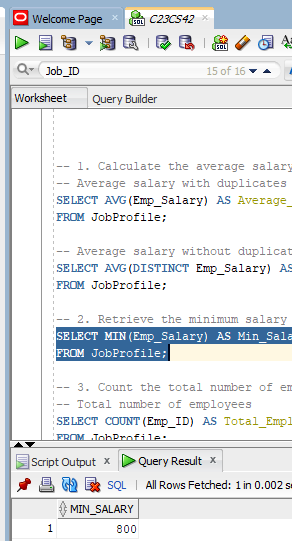 Welcome Page × C23CS42 ×
Job_ID 15 of 16
Worksheet Query Builder
-- 1. Calculate the average salary
-- Average salary with duplicates
SELECT AVG(Emp_Salary) AS Average_
FROM JobProfile;
-- Average salary without duplicat
SELECT AVG(DISTINCT Emp_Salary) AS
FROM JobProfile;
-- 2. Retrieve the minimum salary
SELECT MIN(Emp_Salary) AS Min_Sala
FROM JobProfile;
-- 3. Count the total number of em
-- Total number of employees
SELECT COUNT(Emp_ID) AS Total_Empl
FROM JobProfile;
Script Output × Query Result ×
SQL All Rows Fetched: 1 in 0.002 se
MIN_SALARY
1 800